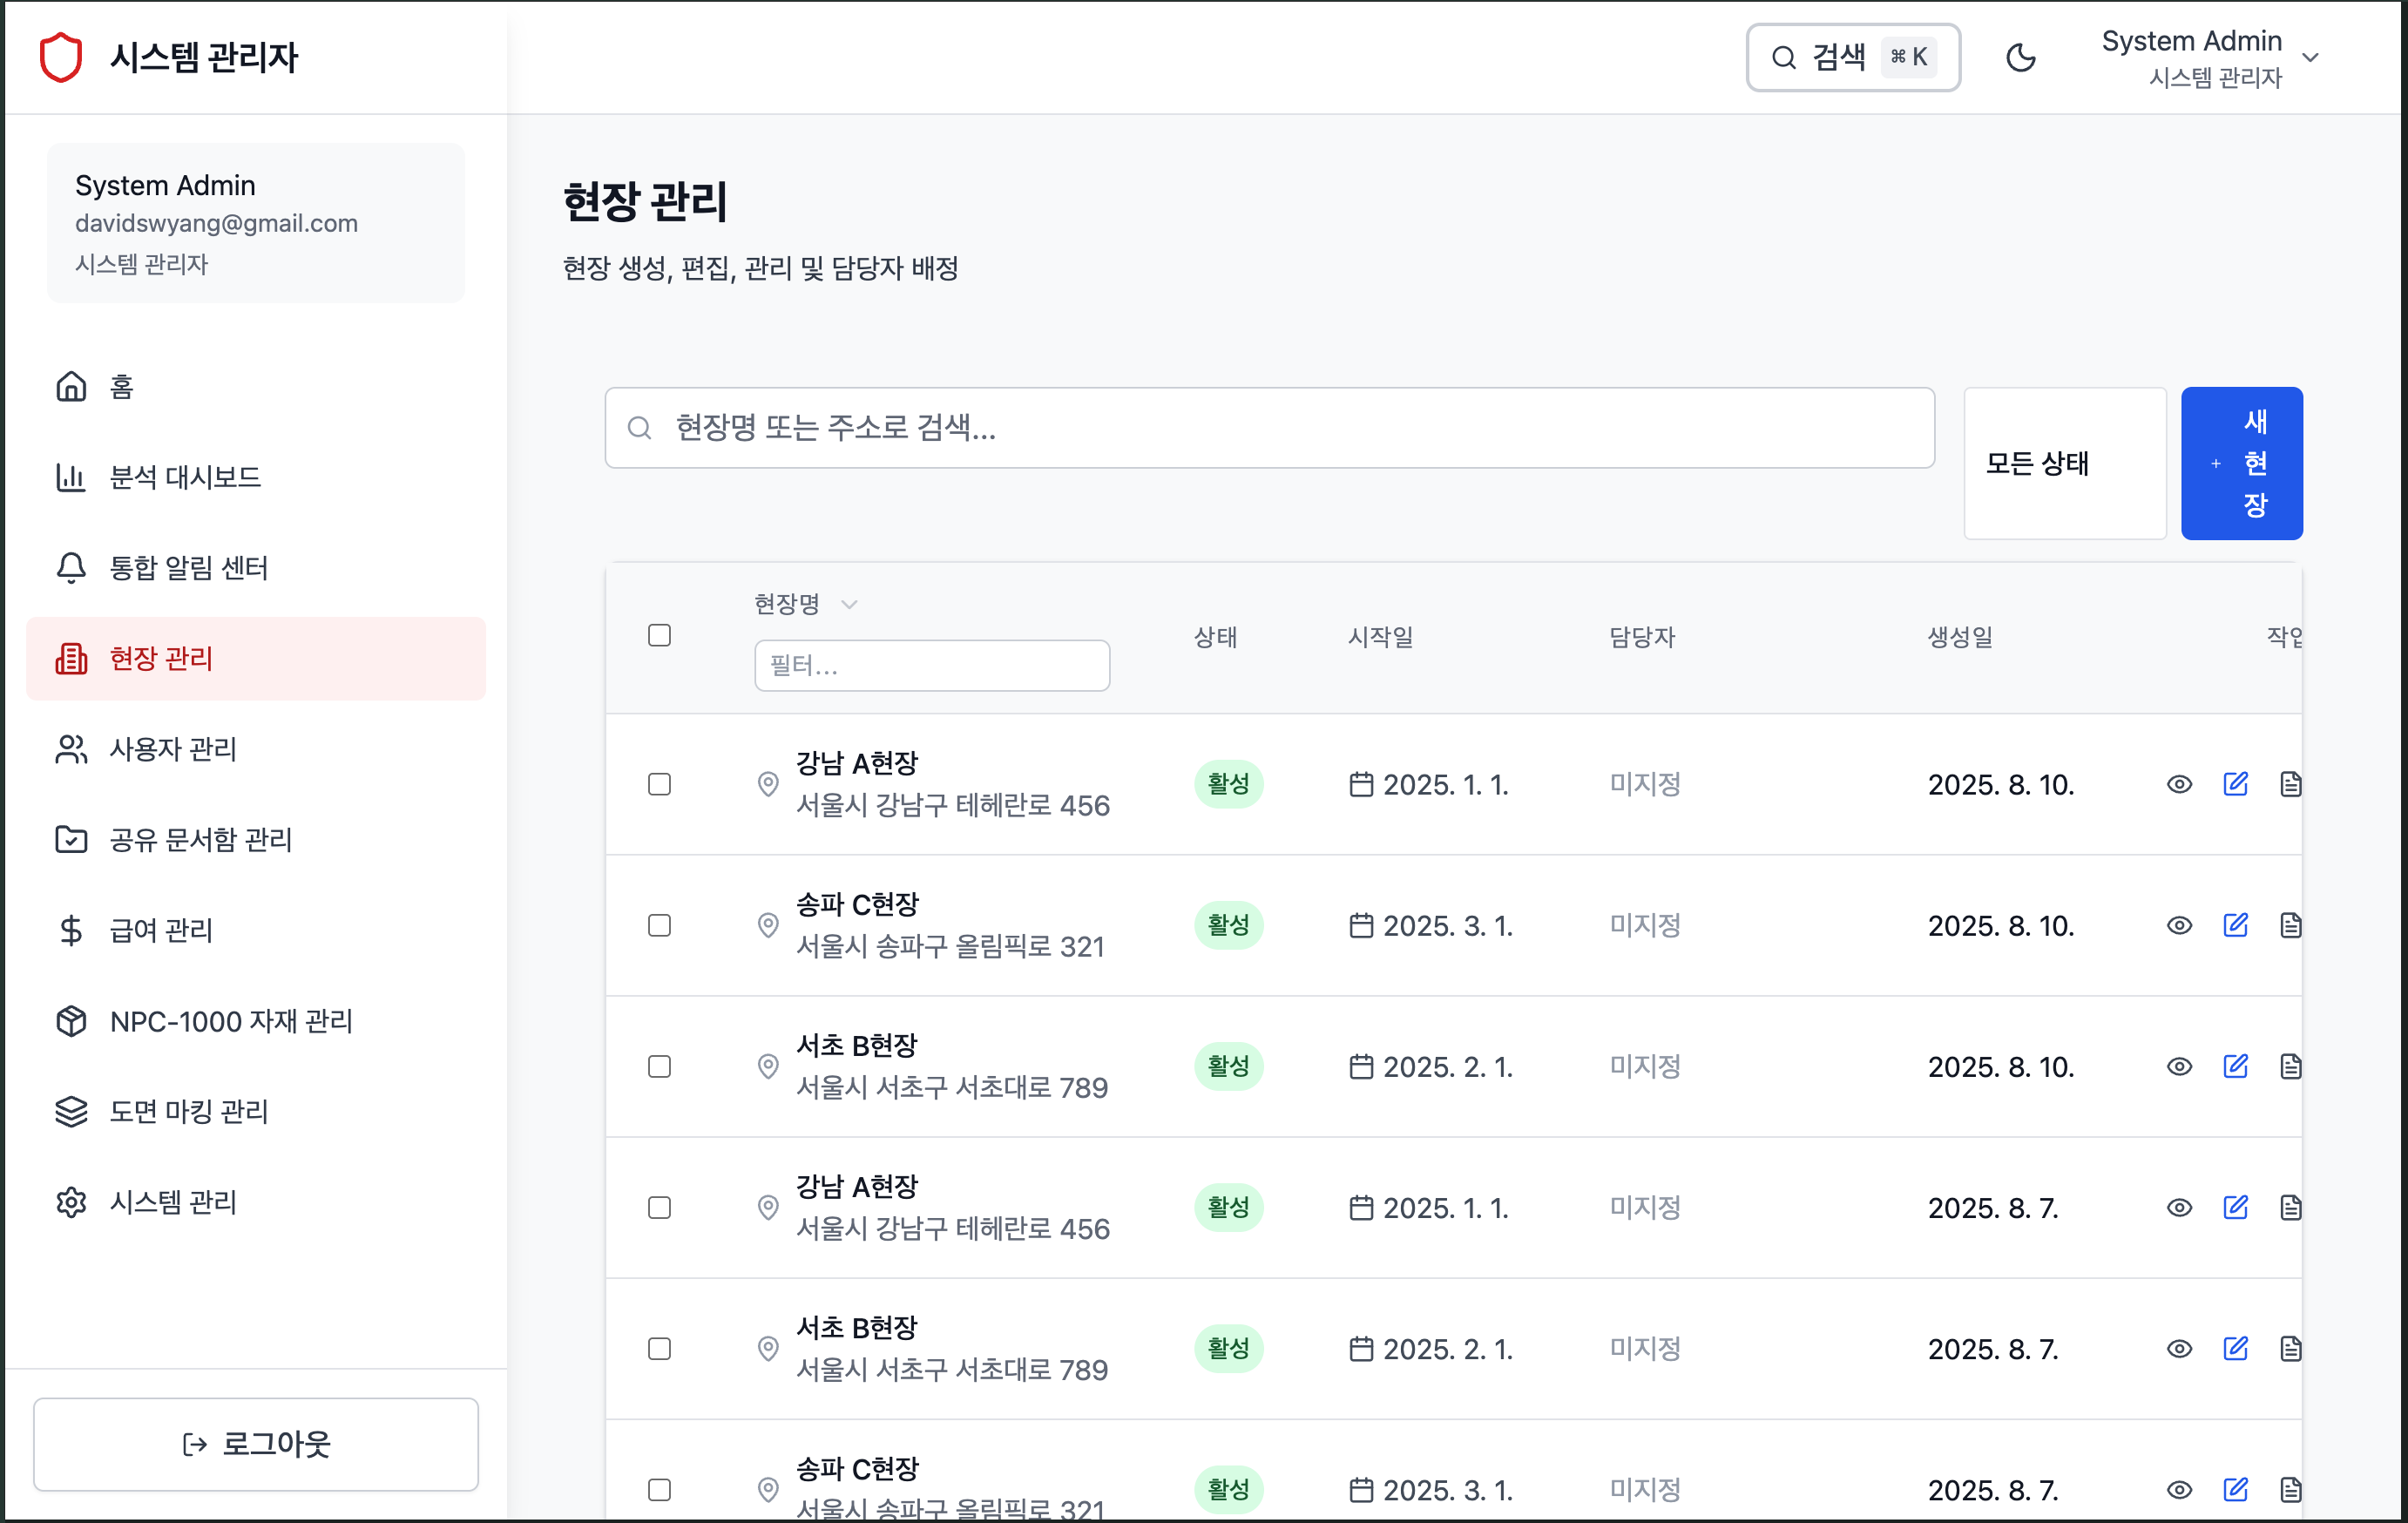 시스템 관리자
검색 ⌘ K
System Admin
시스템 관리자
System Admin
davidswyang@gmail.com
시스템 관리자
홈
분석 대시보드
통합 알림 센터
현장 관리
사용자 관리
공유 문서함 관리
급여 관리
NPC-1000 자재 관리
도면 마킹 관리
시스템 관리
로그아웃
현장 관리
현장 생성, 편집, 관리 및 담당자 배정
현장명 또는 주소로 검색...
모든 상태
+ 새
현
장
현장명
필터...
상태 시작일 담당자 생성일
강남 A현장
서울시 강남구 테헤란로 456
활성 2025. 1. 1. 미지정 2025. 8. 10.
송파 C현장
서울시 송파구 올림픽로 321
활성 2025. 3. 1. 미지정 2025. 8. 10.
서초 B현장
서울시 서초구 서초대로 789
활성 2025. 2. 1. 미지정 2025. 8. 10.
강남 A현장
서울시 강남구 테헤란로 456
활성 2025. 1. 1. 미지정 2025. 8. 7.
서초 B현장
서울시 서초구 서초대로 789
활성 2025. 2. 1. 미지정 2025. 8. 7.
송파 C현장
서울시 송파구 올림픽로 321
활성 2025. 3. 1. 미지정 2025. 8. 7.